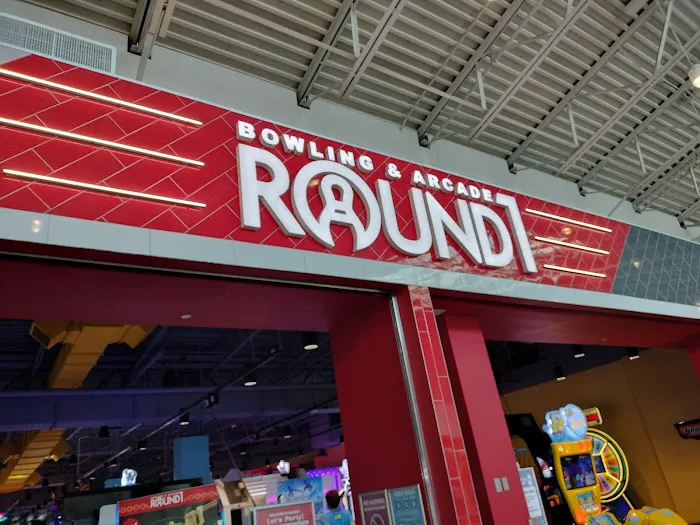 BOWLING & ARCADE
ROUND1
ROUND1
Let's Party!